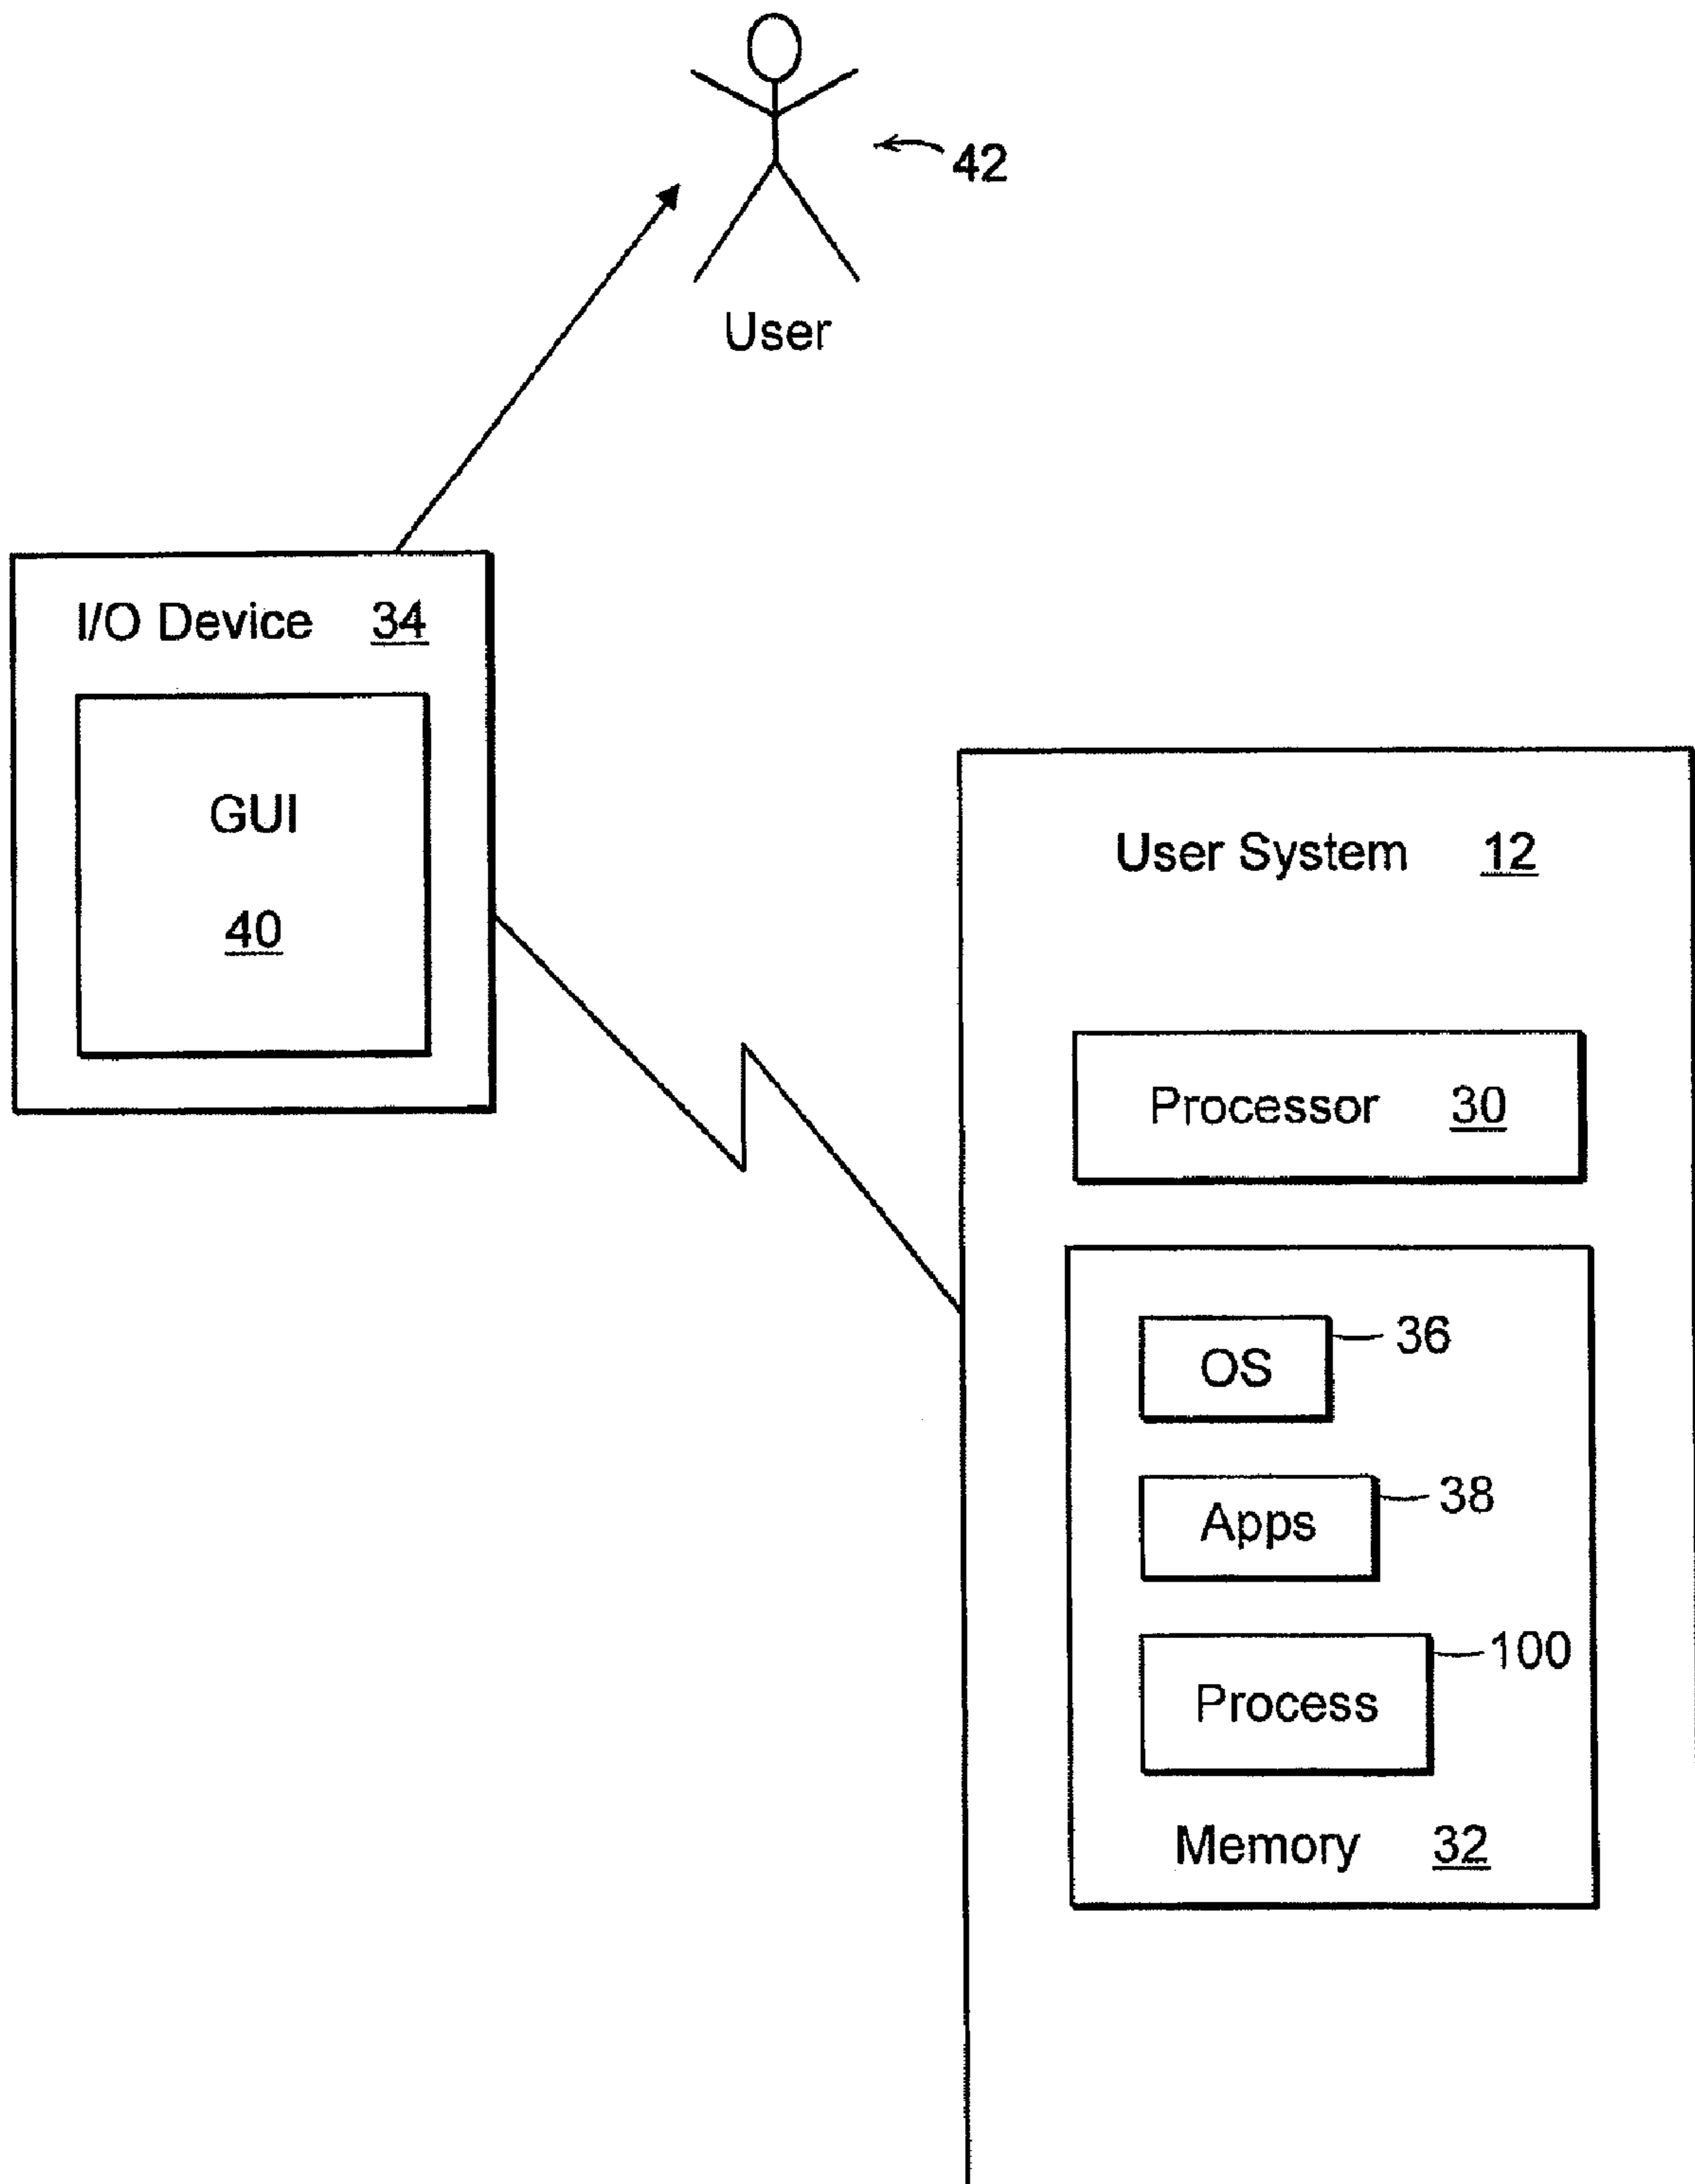 42
User
I/O Device 34
GUI
40
User System 12
Processor 30
OS
36
Apps
38
Process
100
Memory 32